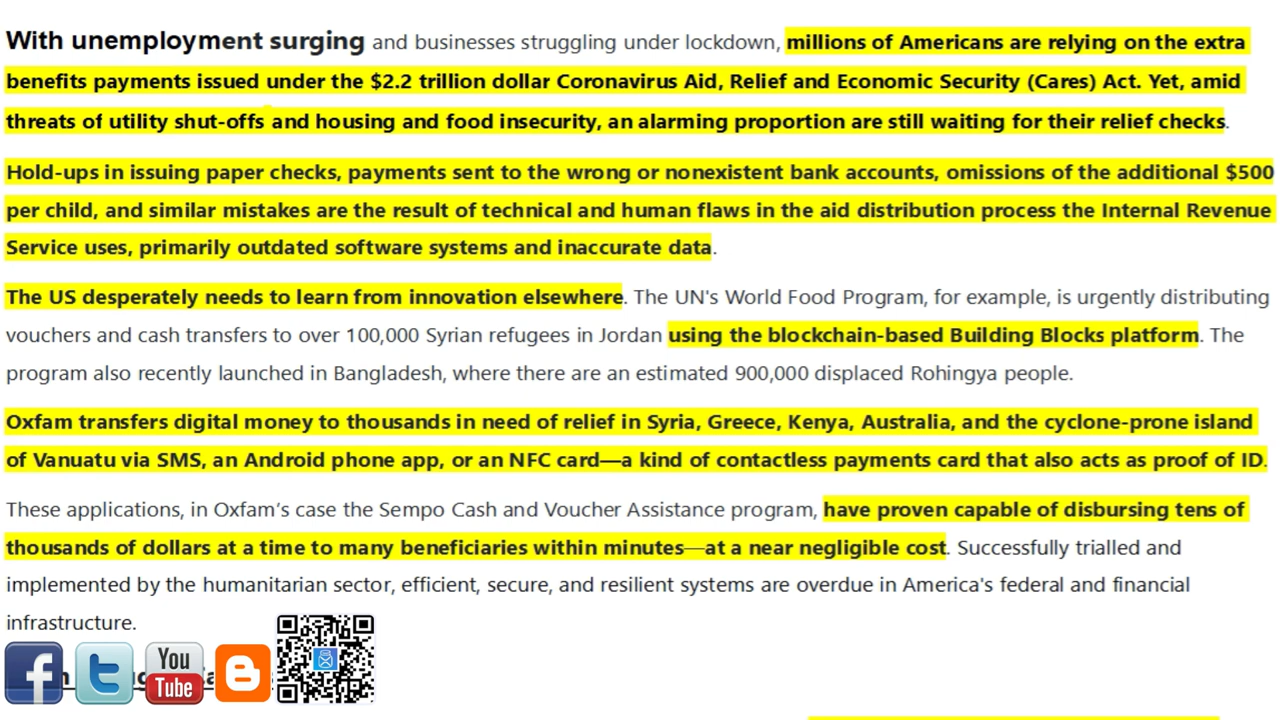 With unemployment surging and businesses struggling under lockdown, millions of Americans are relying on the extra
benefits payments issued under the $2.2 trillion dollar Coronavirus Aid, Relief and Economic Security (Cares) Act. Yet, amid
threats of utility shut-offs and housing and food insecurity, an alarming proportion are still waiting for their relief checks.
Hold-ups in issuing paper checks, payments sent to the wrong or nonexistent bank accounts, omissions of the additional $500
per child, and similar mistakes are the result of technical and human flaws in the aid distribution process the Internal Revenue
Service uses, primarily outdated software systems and inaccurate data.
The US desperately needs to learn from innovation elsewhere. The UN's World Food Program, for example, is urgently distributing
vouchers and cash transfers to over 100,000 Syrian refugees in Jordan using the blockchain-based Building Blocks platform. The
program also recently launched in Bangladesh, where there are an estimated 900,000 displaced Rohingya people.
Oxfam transfers digital money to thousands in need of relief in Syria, Greece, Kenya, Australia, and the cyclone-prone island
of Vanuatu via SMS, an Android phone app, or an NFC card—a kind of contactless payments card that also acts as proof of ID.
These applications, in Oxfam’s case the Sempo Cash and Voucher Assistance program, have proven capable of disbursing tens of
thousands of dollars at a time to many beneficiaries within minutes—at a near negligible cost. Successfully trialled and
implemented by the humanitarian sector, efficient, secure, and resilient systems are overdue in America's federal and financial
infrastructure.
You
Tube